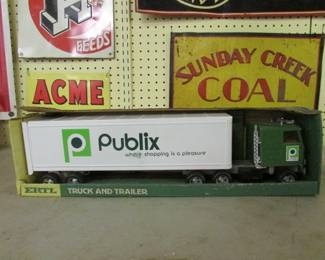 SEEDS
ACME
SUNDAY CREEK
COAL
Publix
where shopping is a pleasure
ERTL
TRUCK AND TRAILER